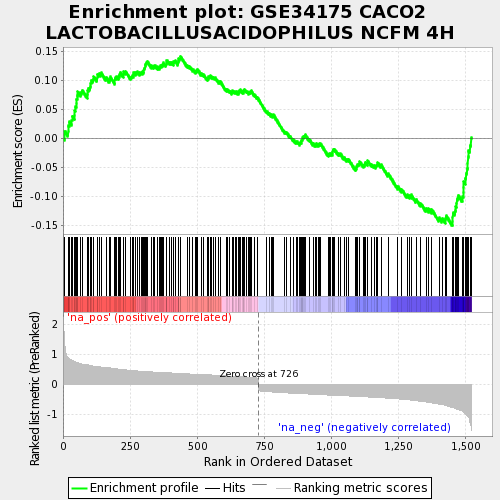 Enrichment plot: GSE34175 CACO2
LACTOBACILLUSACIDOPHILUS NCFM 4H
Enrichment score (ES)
0.15
0.10
0.05
0.00
-0.05
-0.10
-0.15
'na_pos' (positively correlated)
Ranked list metric (PreRanked)
2
1
0
-1
Zero cross at 726
'na_neg' (negatively correlated)
0
250
500
750
1,000
1,250
1,500
Rank in Ordered Dataset
Enrichment profile
Hits
Ranking metric scores